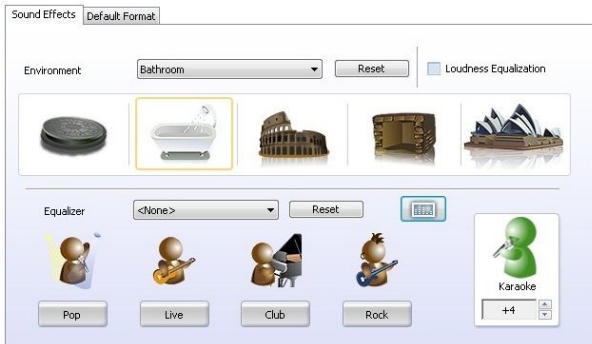 Sound Effects Default Format
Environment Bathroom Reset Loudness Equalization
Equalizer <None> Reset
Karaoke
Pop Live Club Rock +4